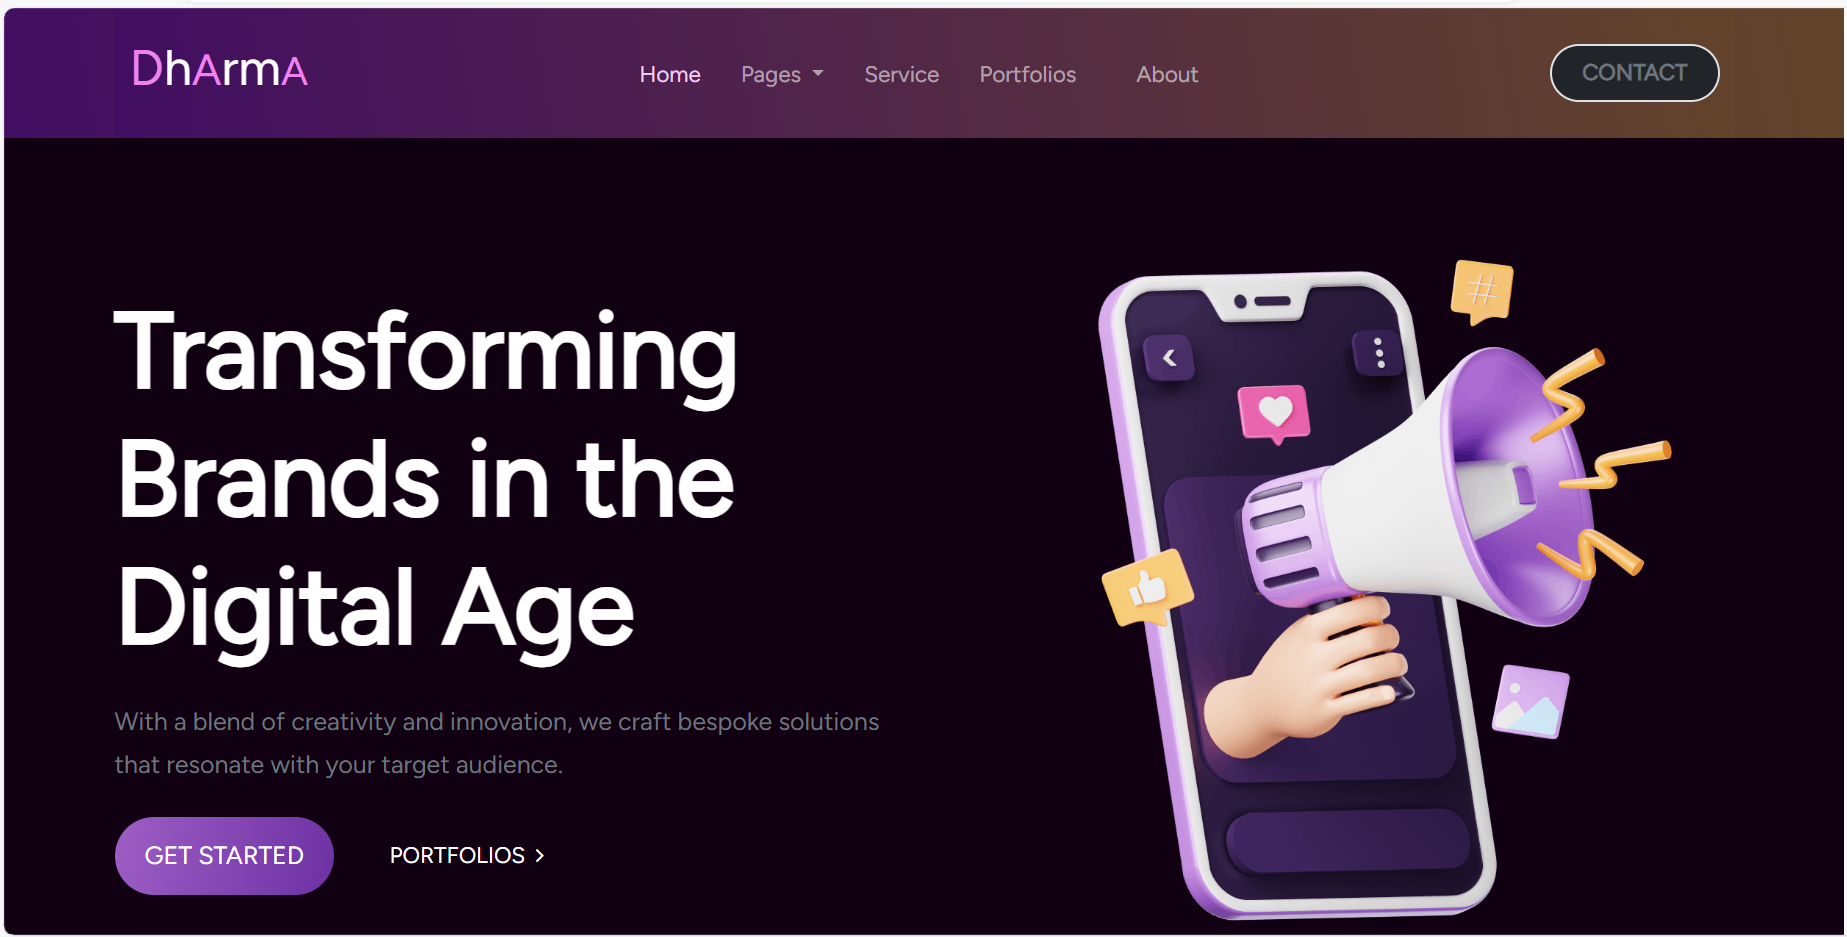 DhArmA
Home Pages Service Portfolios About
CONTACT
Transforming
Brands in the
Digital Age
With a blend of creativity and innovation, we craft bespoke solutions
that resonate with your target audience.
GET STARTED
PORTFOLIOS
#